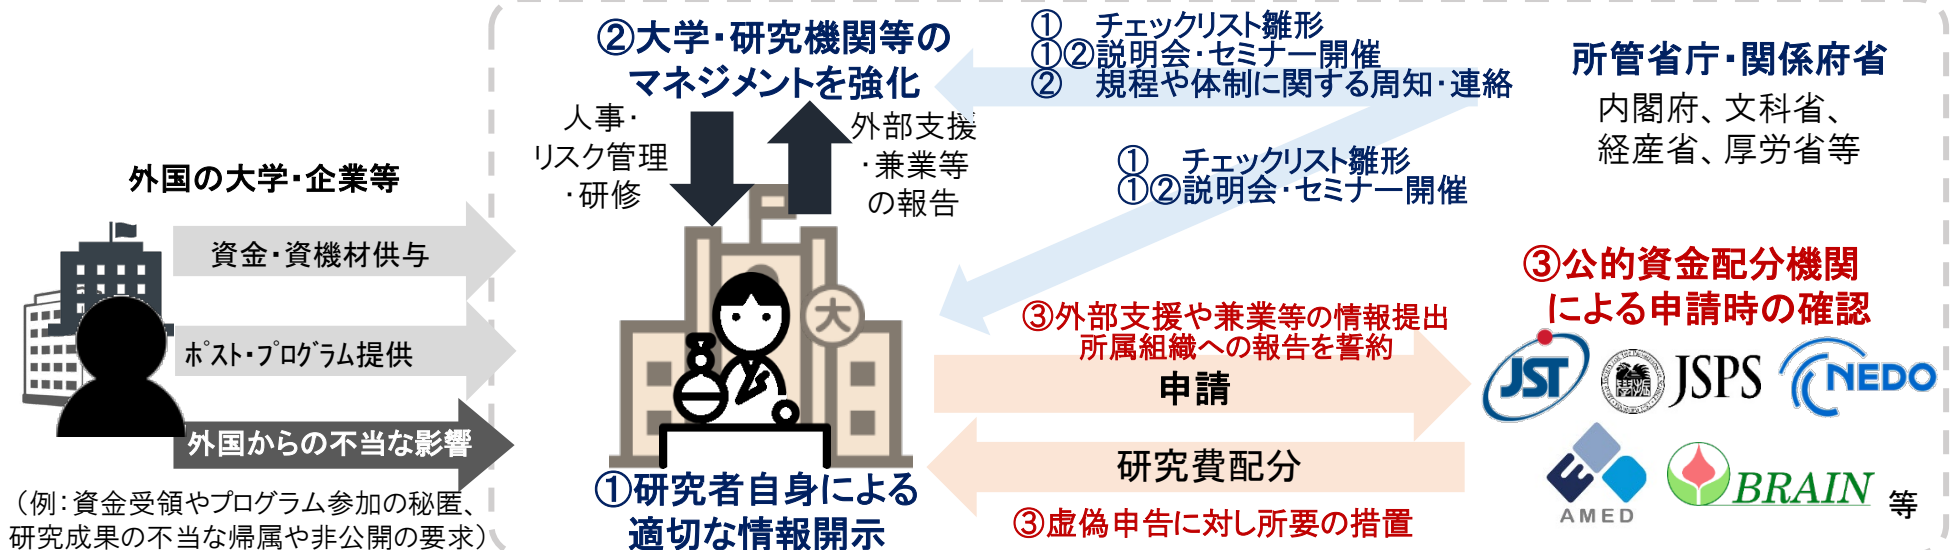 外国の大学・企業等
資金・資機材供与
ﾎﾟｽﾄ・ﾌﾟﾛｸﾞﾗﾑ提供
外国からの不当な影響
（例：資金受領やプログラム参加の秘匿、
研究成果の不当な帰属や非公開の要求）
②大学・研究機関等の
マネジメントを強化
人事・
リスク管理
・研修
外部支援
・兼業等
の報告
大
①研究者自身による
適切な情報開示
①　チェックリスト雛形
①②説明会・セミナー開催
②　規程や体制に関する周知・連絡
①　チェックリスト雛形
①②説明会・セミナー開催
所管省庁・関係府省
内閣府、文科省、
経産省、厚労省等
③外部支援や兼業等の情報提出
所属組織への報告を誓約
申請
研究費配分
③虚偽申告に対し所要の措置
③公的資金配分機関
による申請時の確認
JST
JSPS
NEDO
AMED
BRAIN
等